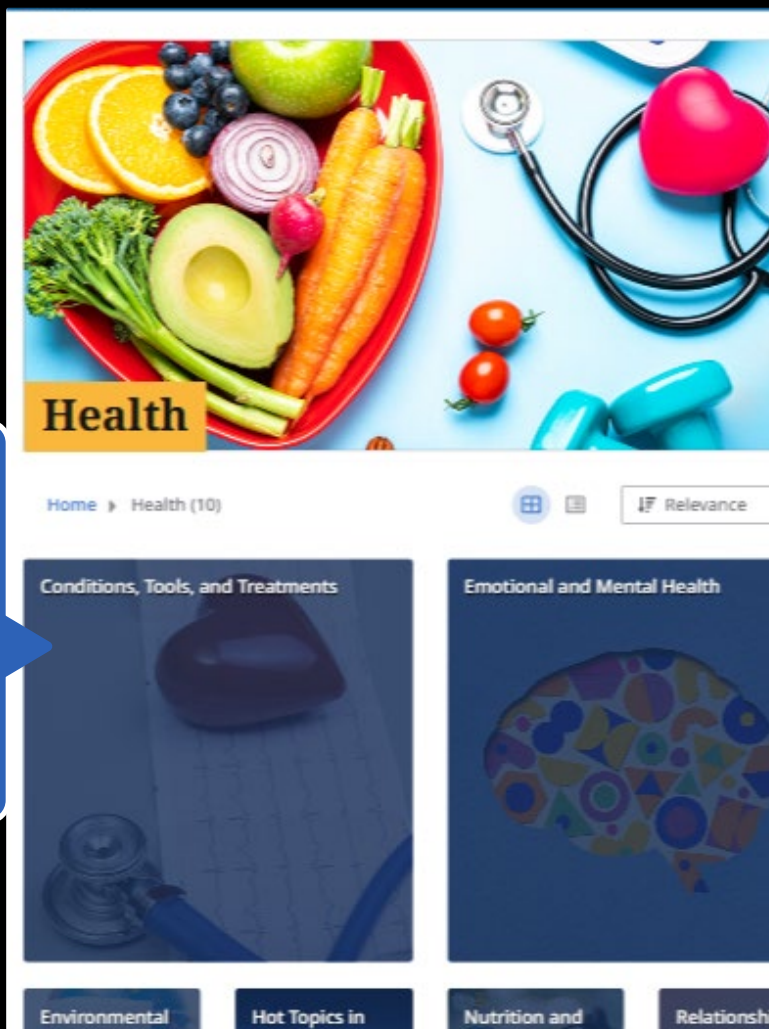 Health
Home
Health (10)
Relevance
Conditions, Tools, and Treatments
Emotional and Mental Health
Environmental
Hot Topics in
Nutrition and